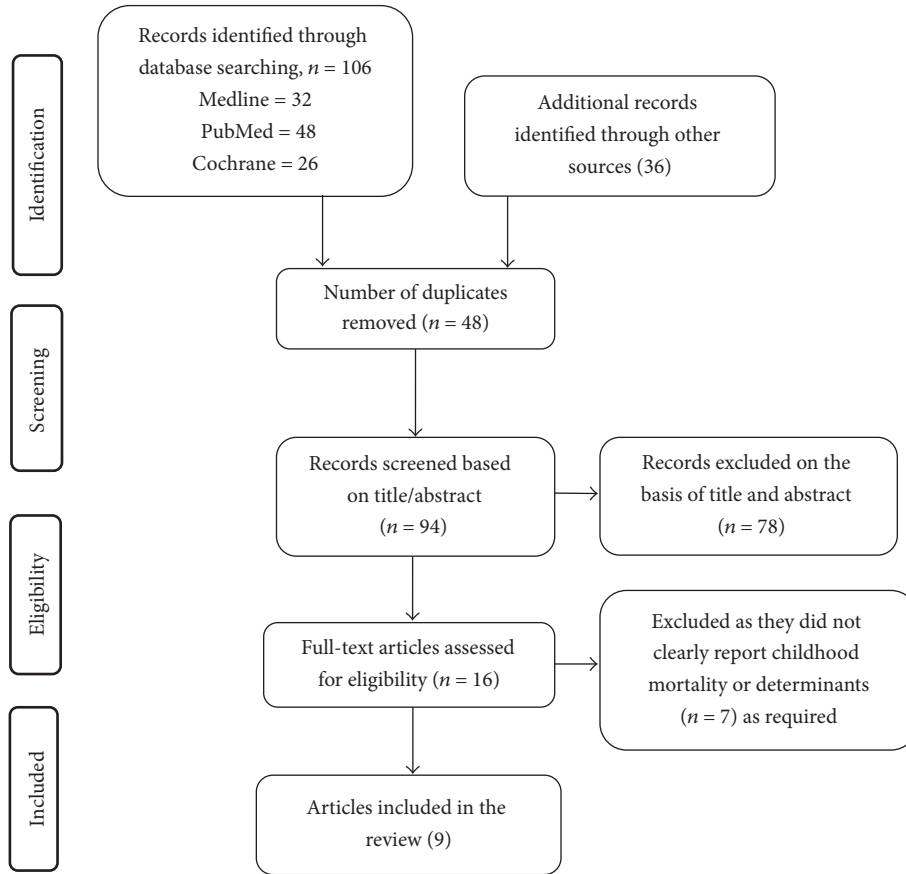 Identification
Records identified through
database searching, n = 106
Medline = 32
PubMed = 48
Cochrane = 26
Additional records
identified through other
sources (36)
Screening
Number of duplicates
removed (n = 48)
Records screened based
on title/abstract
(n = 94)
Records excluded on the
basis of title and abstract
(n = 78)
Eligibility
Full-text articles assessed
for eligibility (n = 16)
Excluded as they did not
clearly report childhood
mortality or determinants
(n = 7) as required
Included
Articles included in the
review (9)